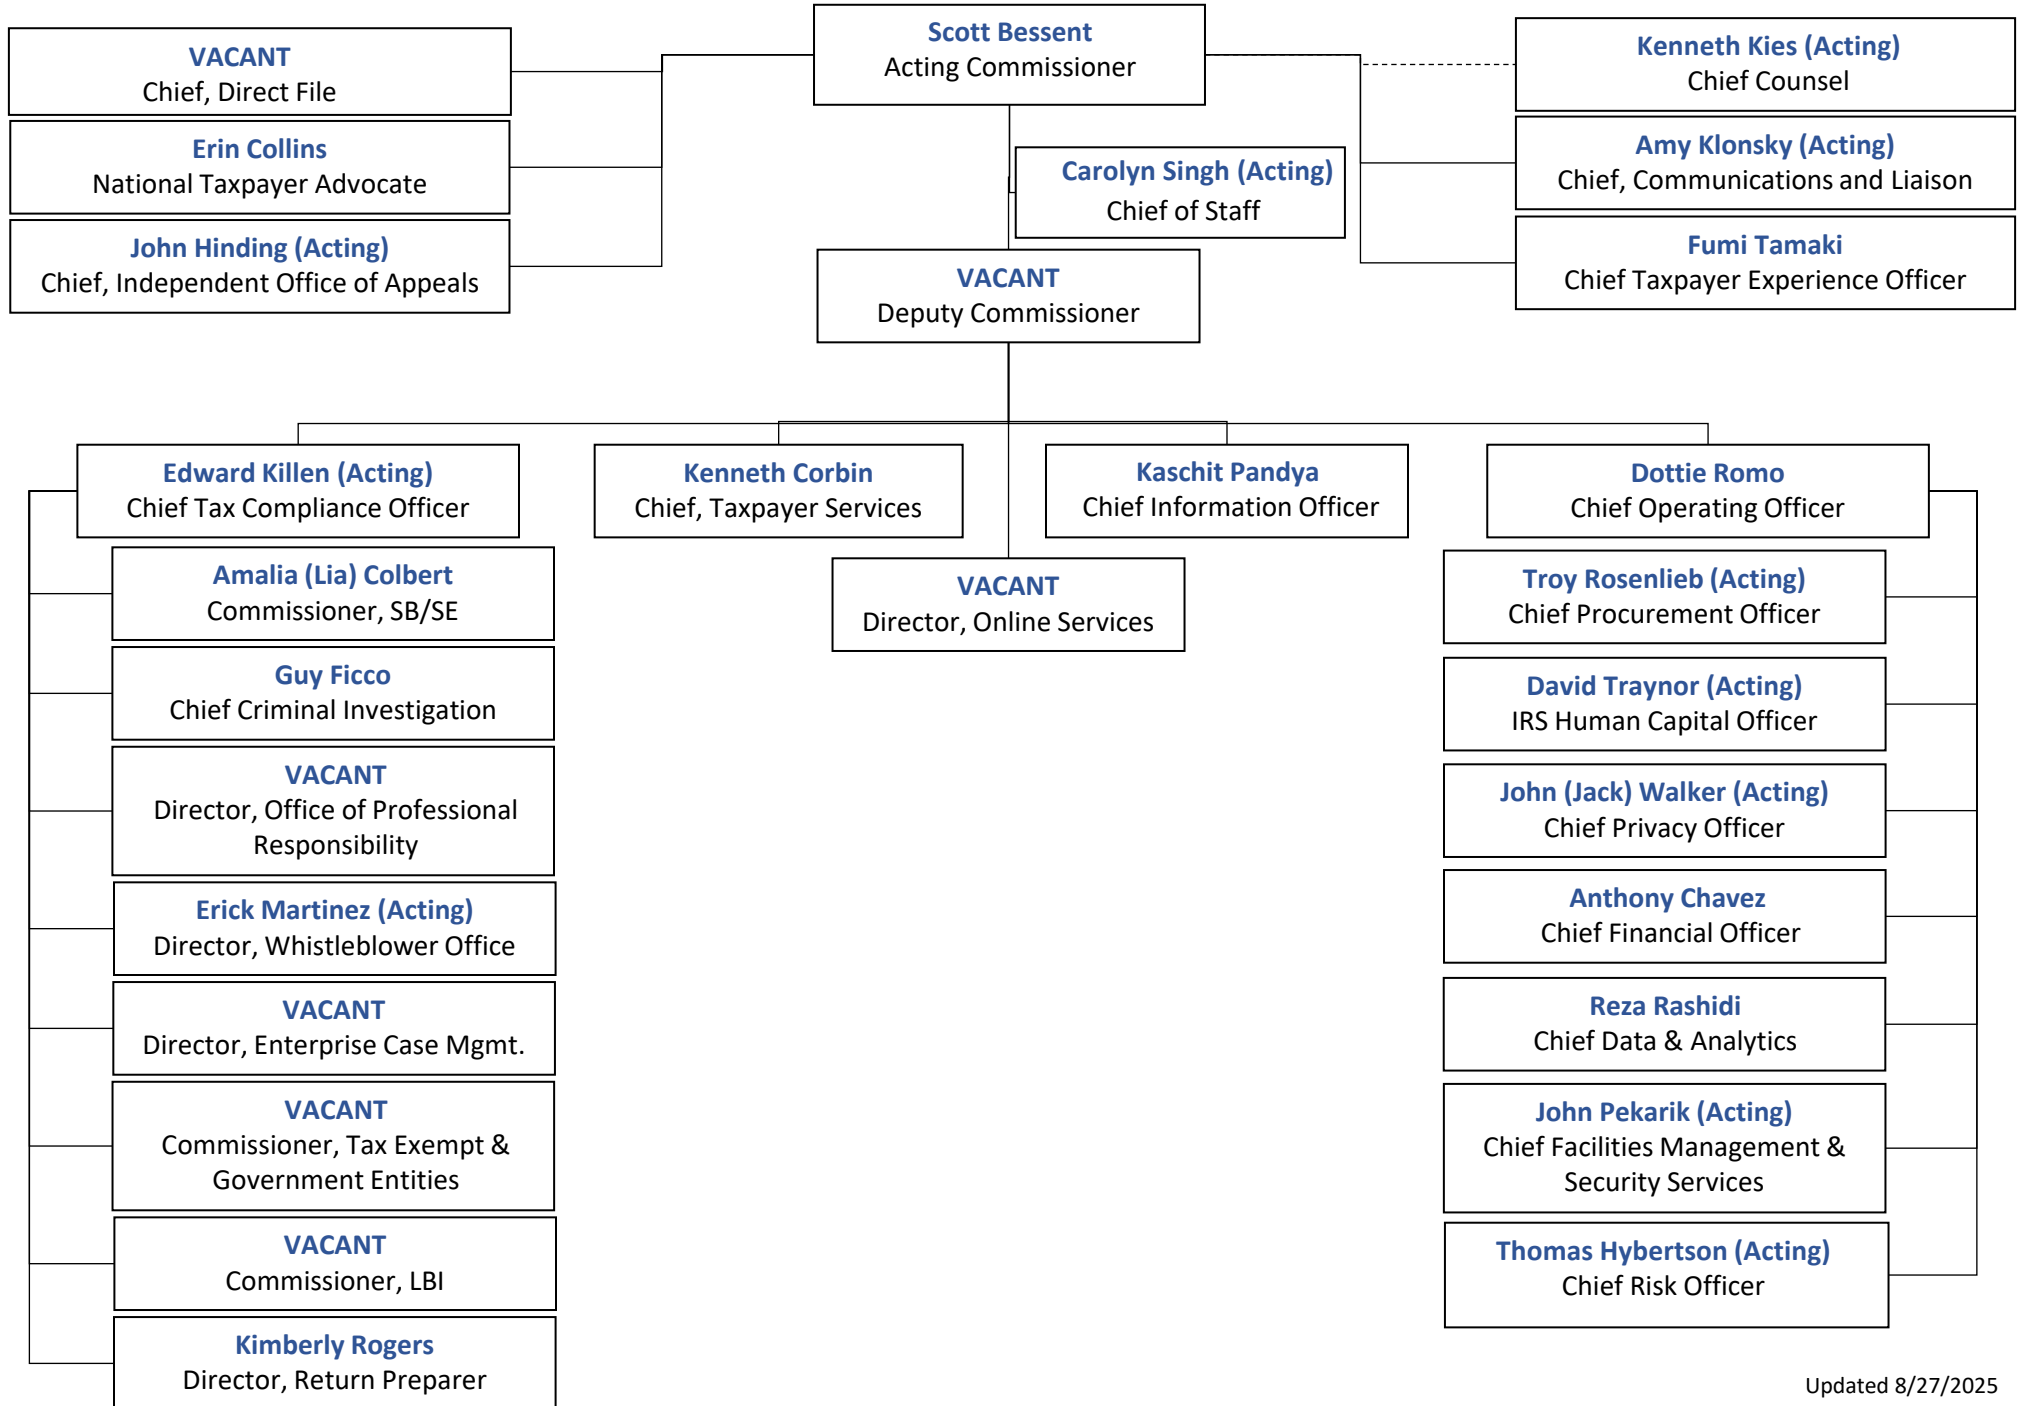 Scott Bessent
Acting Commissioner
VACANT
Chief, Direct File
Erin Collins
National Taxpayer Advocate
John Hinding (Acting)
Chief, Independent Office of Appeals
Kenneth Kies (Acting)
Chief Counsel
Amy Klonsky (Acting)
Chief, Communications and Liaison
Fumi Tamaki
Chief Taxpayer Experience Officer
Carolyn Singh (Acting)
Chief of Staff
VACANT
Deputy Commissioner
Edward Killen (Acting)
Chief Tax Compliance Officer
Kenneth Corbin
Chief, Taxpayer Services
Kaschit Pandya
Chief Information Officer
Dottie Romo
Chief Operating Officer
VACANT
Director, Online Services
Amalia (Lia) Colbert
Commissioner, SB/SE
Guy Ficco
Chief Criminal Investigation
VACANT
Director, Office of Professional
Responsibility
Erick Martinez (Acting)
Director, Whistleblower Office
VACANT
Director, Enterprise Case Mgmt.
VACANT
Commissioner, Tax Exempt &
Government Entities
VACANT
Commissioner, LBI
Kimberly Rogers
Director, Return Preparer
Troy Rosenlieb (Acting)
Chief Procurement Officer
David Traynor (Acting)
IRS Human Capital Officer
John (Jack) Walker (Acting)
Chief Privacy Officer
Anthony Chavez
Chief Financial Officer
Reza Rashidi
Chief Data & Analytics
John Pekarik (Acting)
Chief Facilities Management &
Security Services
Thomas Hybertson (Acting)
Chief Risk Officer
Updated 8/27/2025